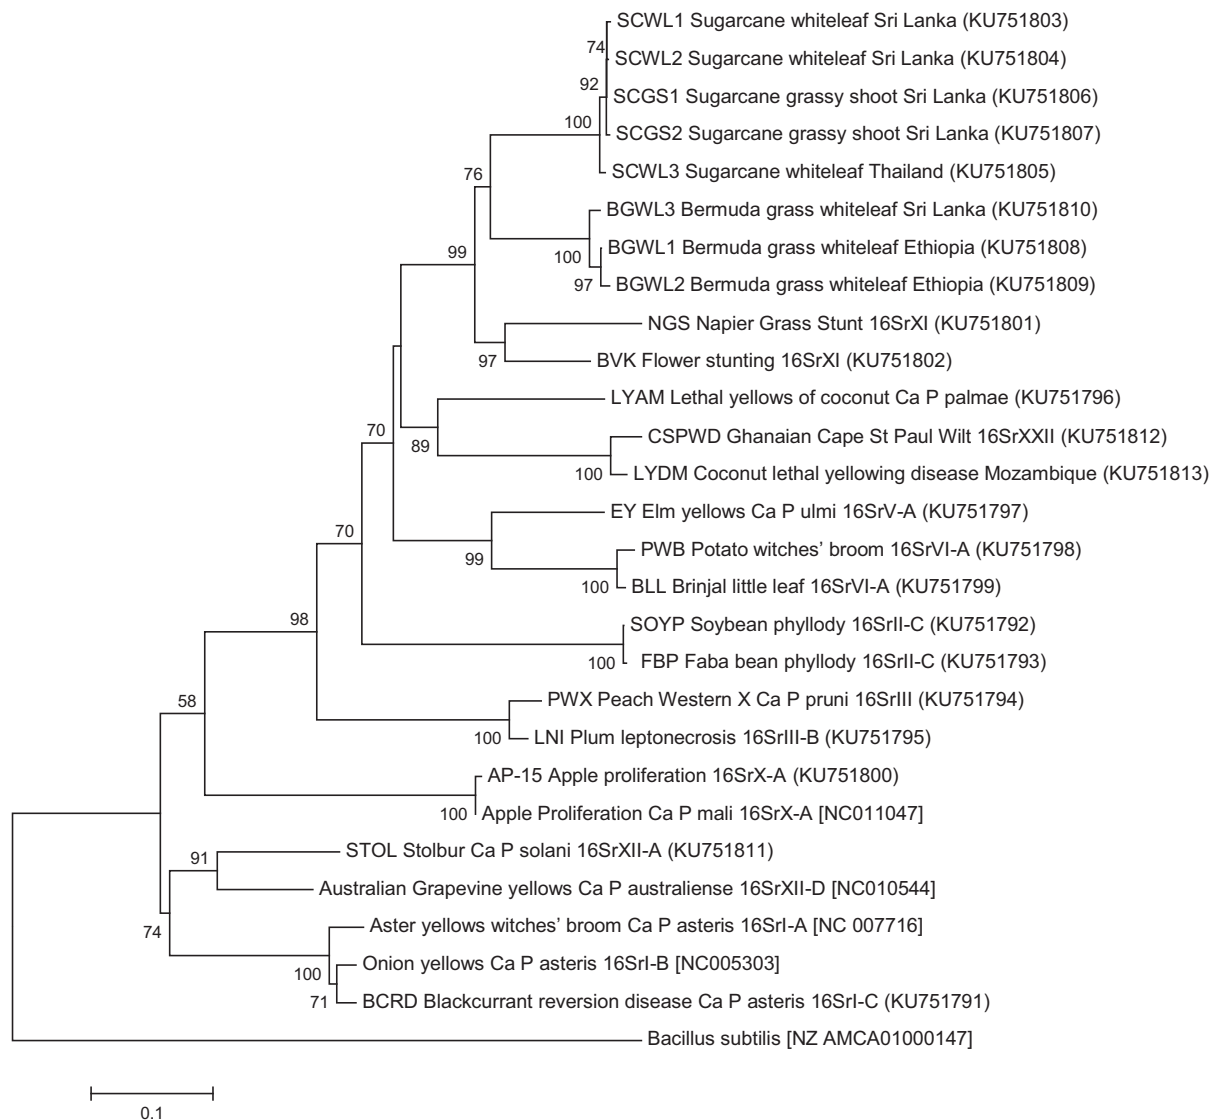 SCWL1 Sugarcane whiteleaf Sri Lanka (KU751803)
74
SCWL2 Sugarcane whiteleaf Sri Lanka (KU751804)
92
SCGS1 Sugarcane grassy shoot Sri Lanka (KU751806)
100
SCGS2 Sugarcane grassy shoot Sri Lanka (KU751807)
76
SCWL3 Sugarcane whiteleaf Thailand (KU751805)
BGWL3 Bermuda grass whiteleaf Sri Lanka (KU751810)
99
BGWL1 Bermuda grass whiteleaf Ethiopia (KU751808)
100
97
BGWL2 Bermuda grass whiteleaf Ethiopia (KU751809)
NGS Napier Grass Stunt 16SrXI (KU751801)
97
BVK Flower stunting 16SrXI (KU751802)
LYAM Lethal yellows of coconut Ca P palmae (KU751796)
70
89
CSPWD Ghanaian Cape St Paul Wilt 16SrXXII (KU751812)
100
LYDM Coconut lethal yellowing disease Mozambique (KU751813)
EY Elm yellows Ca P ulmi 16SrV-A (KU751797)
70
99
PWB Potato witches’ broom 16SrVI-A (KU751798)
100
BLL Brinjal little leaf 16SrVI-A (KU751799)
98
SOYP Soybean phyllody 16SrII-C (KU751792)
100
FBP Faba bean phyllody 16SrII-C (KU751793)
58
PWX Peach Western X Ca P pruni 16SrIII (KU751794)
100
LNI Plum leptonecrosis 16SrIII-B (KU751795)
AP-15 Apple proliferation 16SrX-A (KU751800)
100
Apple Proliferation Ca P mali 16SrX-A [NC011047]
91
STOL Stolbur Ca P solani 16SrXII-A (KU751811)
Australian Grapevine yellows Ca P australiense 16SrXII-D [NC010544]
74
Aster yellows witches’ broom Ca P asteris 16SrI-A [NC 007716]
100
Onion yellows Ca P asteris 16SrI-B [NC005303]
71
BCRD Blackcurrant reversion disease Ca P asteris 16SrI-C (KU751791)
Bacillus subtilis [NZ AMCA01000147]
0.1